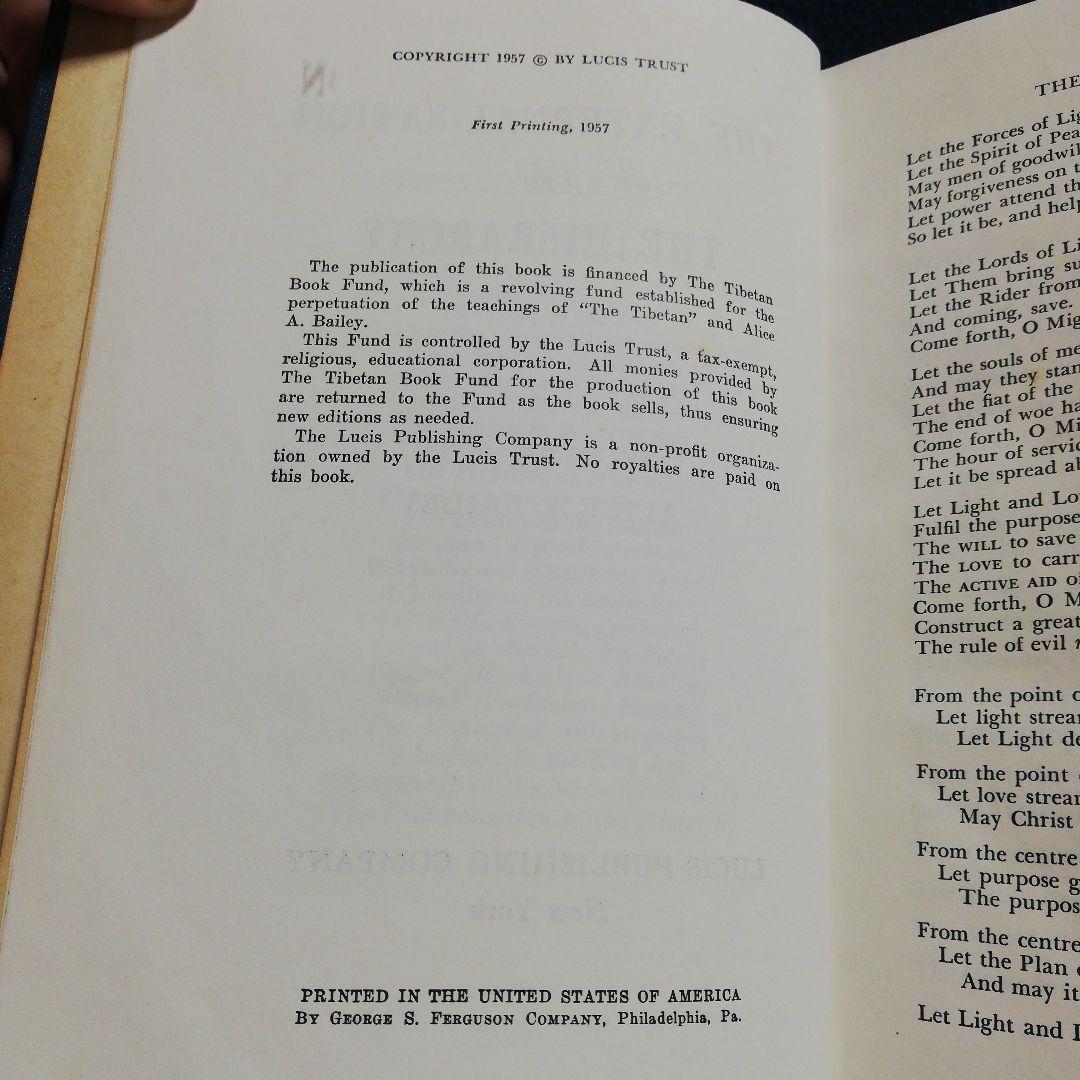 COPYRIGHT 1957 © BY LUCIS TRUST
First Printing, 1957
The publication of this book is financed by The Tibetan
Book Fund, which is a revolving fund established for the
perpetuation of the teachings of “The Tibetan” and Alice
A. Bailey.
This Fund is controlled by the Lucis Trust, a tax-exempt,
religious, educational corporation. All monies provided by
The Tibetan Book Fund for the production of this book
are returned to the Fund as the book sells, thus ensuring
new editions as needed.
The Lucis Publishing Company is a non-profit organiza-
tion owned by the Lucis Trust. No royalties are paid on
this book.
PRINTED IN THE UNITED STATES OF AMERICA
BY GEORGE S. FERGUSON COMPANY, Philadelphia, Pa.
THE
Let the Forces of Lig
Let the Spirit of Pea
May men of goodwil
May forgiveness on t
Let power attend th
So let it be, and help
Let the Lords of Li
Let Them bring su
Let the Rider from
And coming, save.
Come forth, O Mig
Let the souls of me
And may they stan
Let the fiat of the
The end of woe ha
Come forth, O Mi
The hour of servic
Let it be spread ab
Let Light and Lo
Fulfil the purpose
The WILL to save
The LOVE to carr
The ACTIVE AID o
Come forth, O M
Construct a great
The rule of evil
From the point o
Let light strea
Let Light de
From the point
Let love strea
May Christ
From the centre
Let purpose g
The purpos
From the centre
Let the Plan
And may it
Let Light and